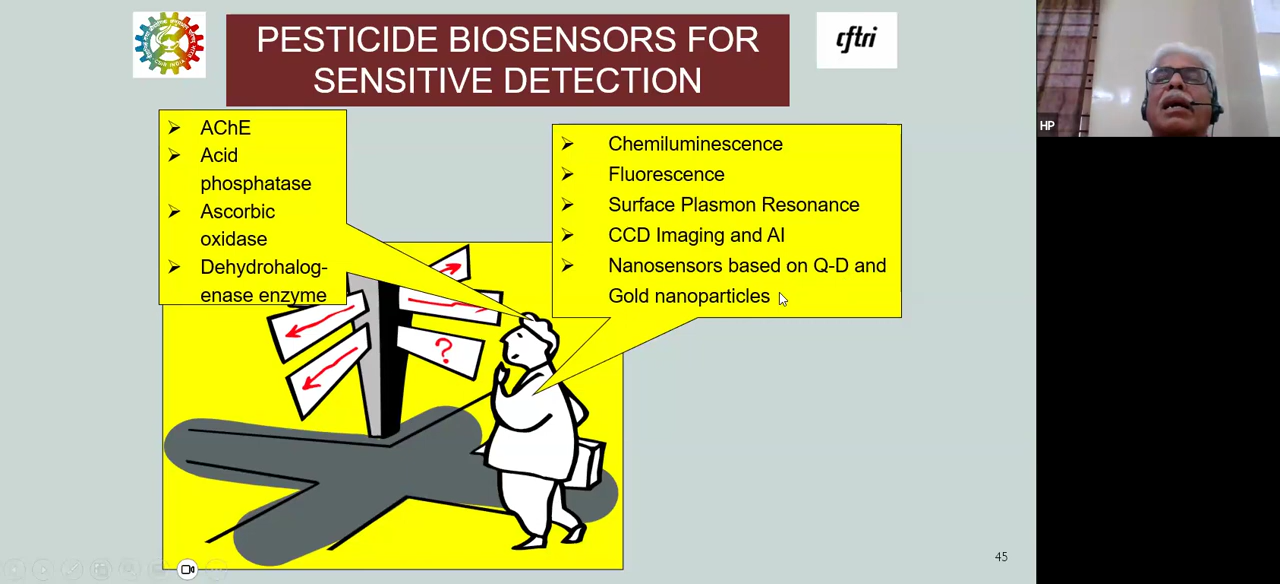 PESTICIDE BIOSENSORS FOR
SENSITIVE DETECTION
cftri
HP
AChE
Acid
phosphatase
Ascorbic
oxidase
Dehydrohalog-
enase enzyme
Chemiluminescence
Fluorescence
Surface Plasmon Resonance
CCD Imaging and AI
Nanosensors based on Q-D and
Gold nanoparticles
?
45